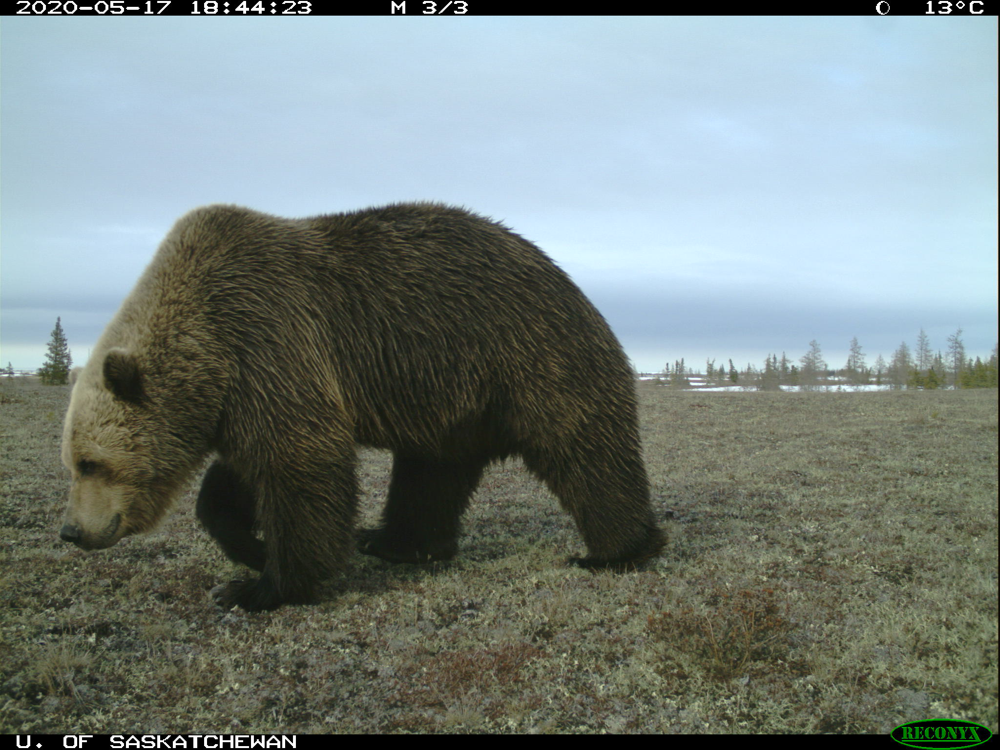 2020-05-17 18:44:23 M 3/3 13°C
U. OF SASKATCHEWAN
RECONYX